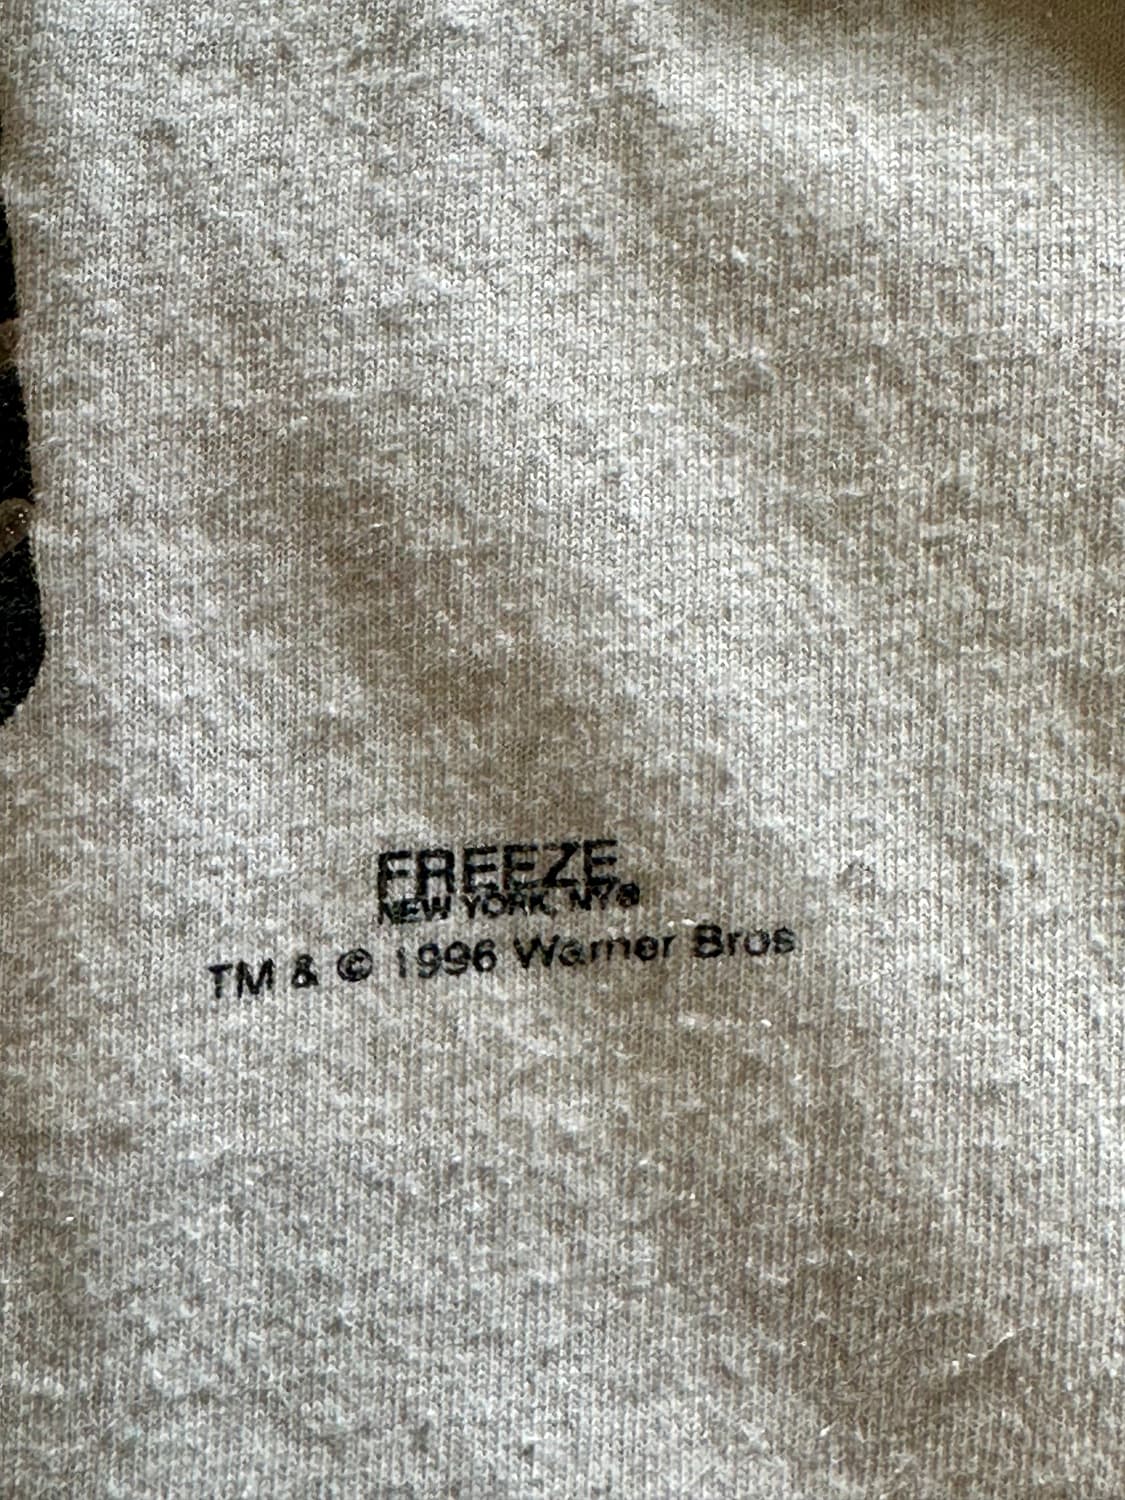 FREEZE
NEW YORK, NY®
TM & © 1996 Warner Bros